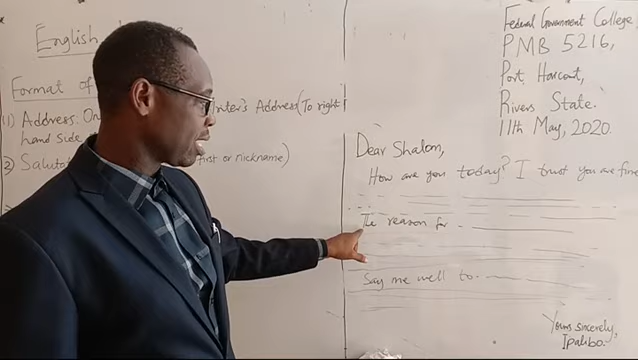 English
Format of
(1) Address: On
Writer's Address (To right
hand side
2) Saluta
first or nickname)
Federal Government College
PMB 5216,
Port Harcourt,
Rivers State.
11th May, 2020.
Dear Shalom,
How are you today? I trust you are fine
The reason for
Say me well to
Yours sincerely,
Ipalibo.